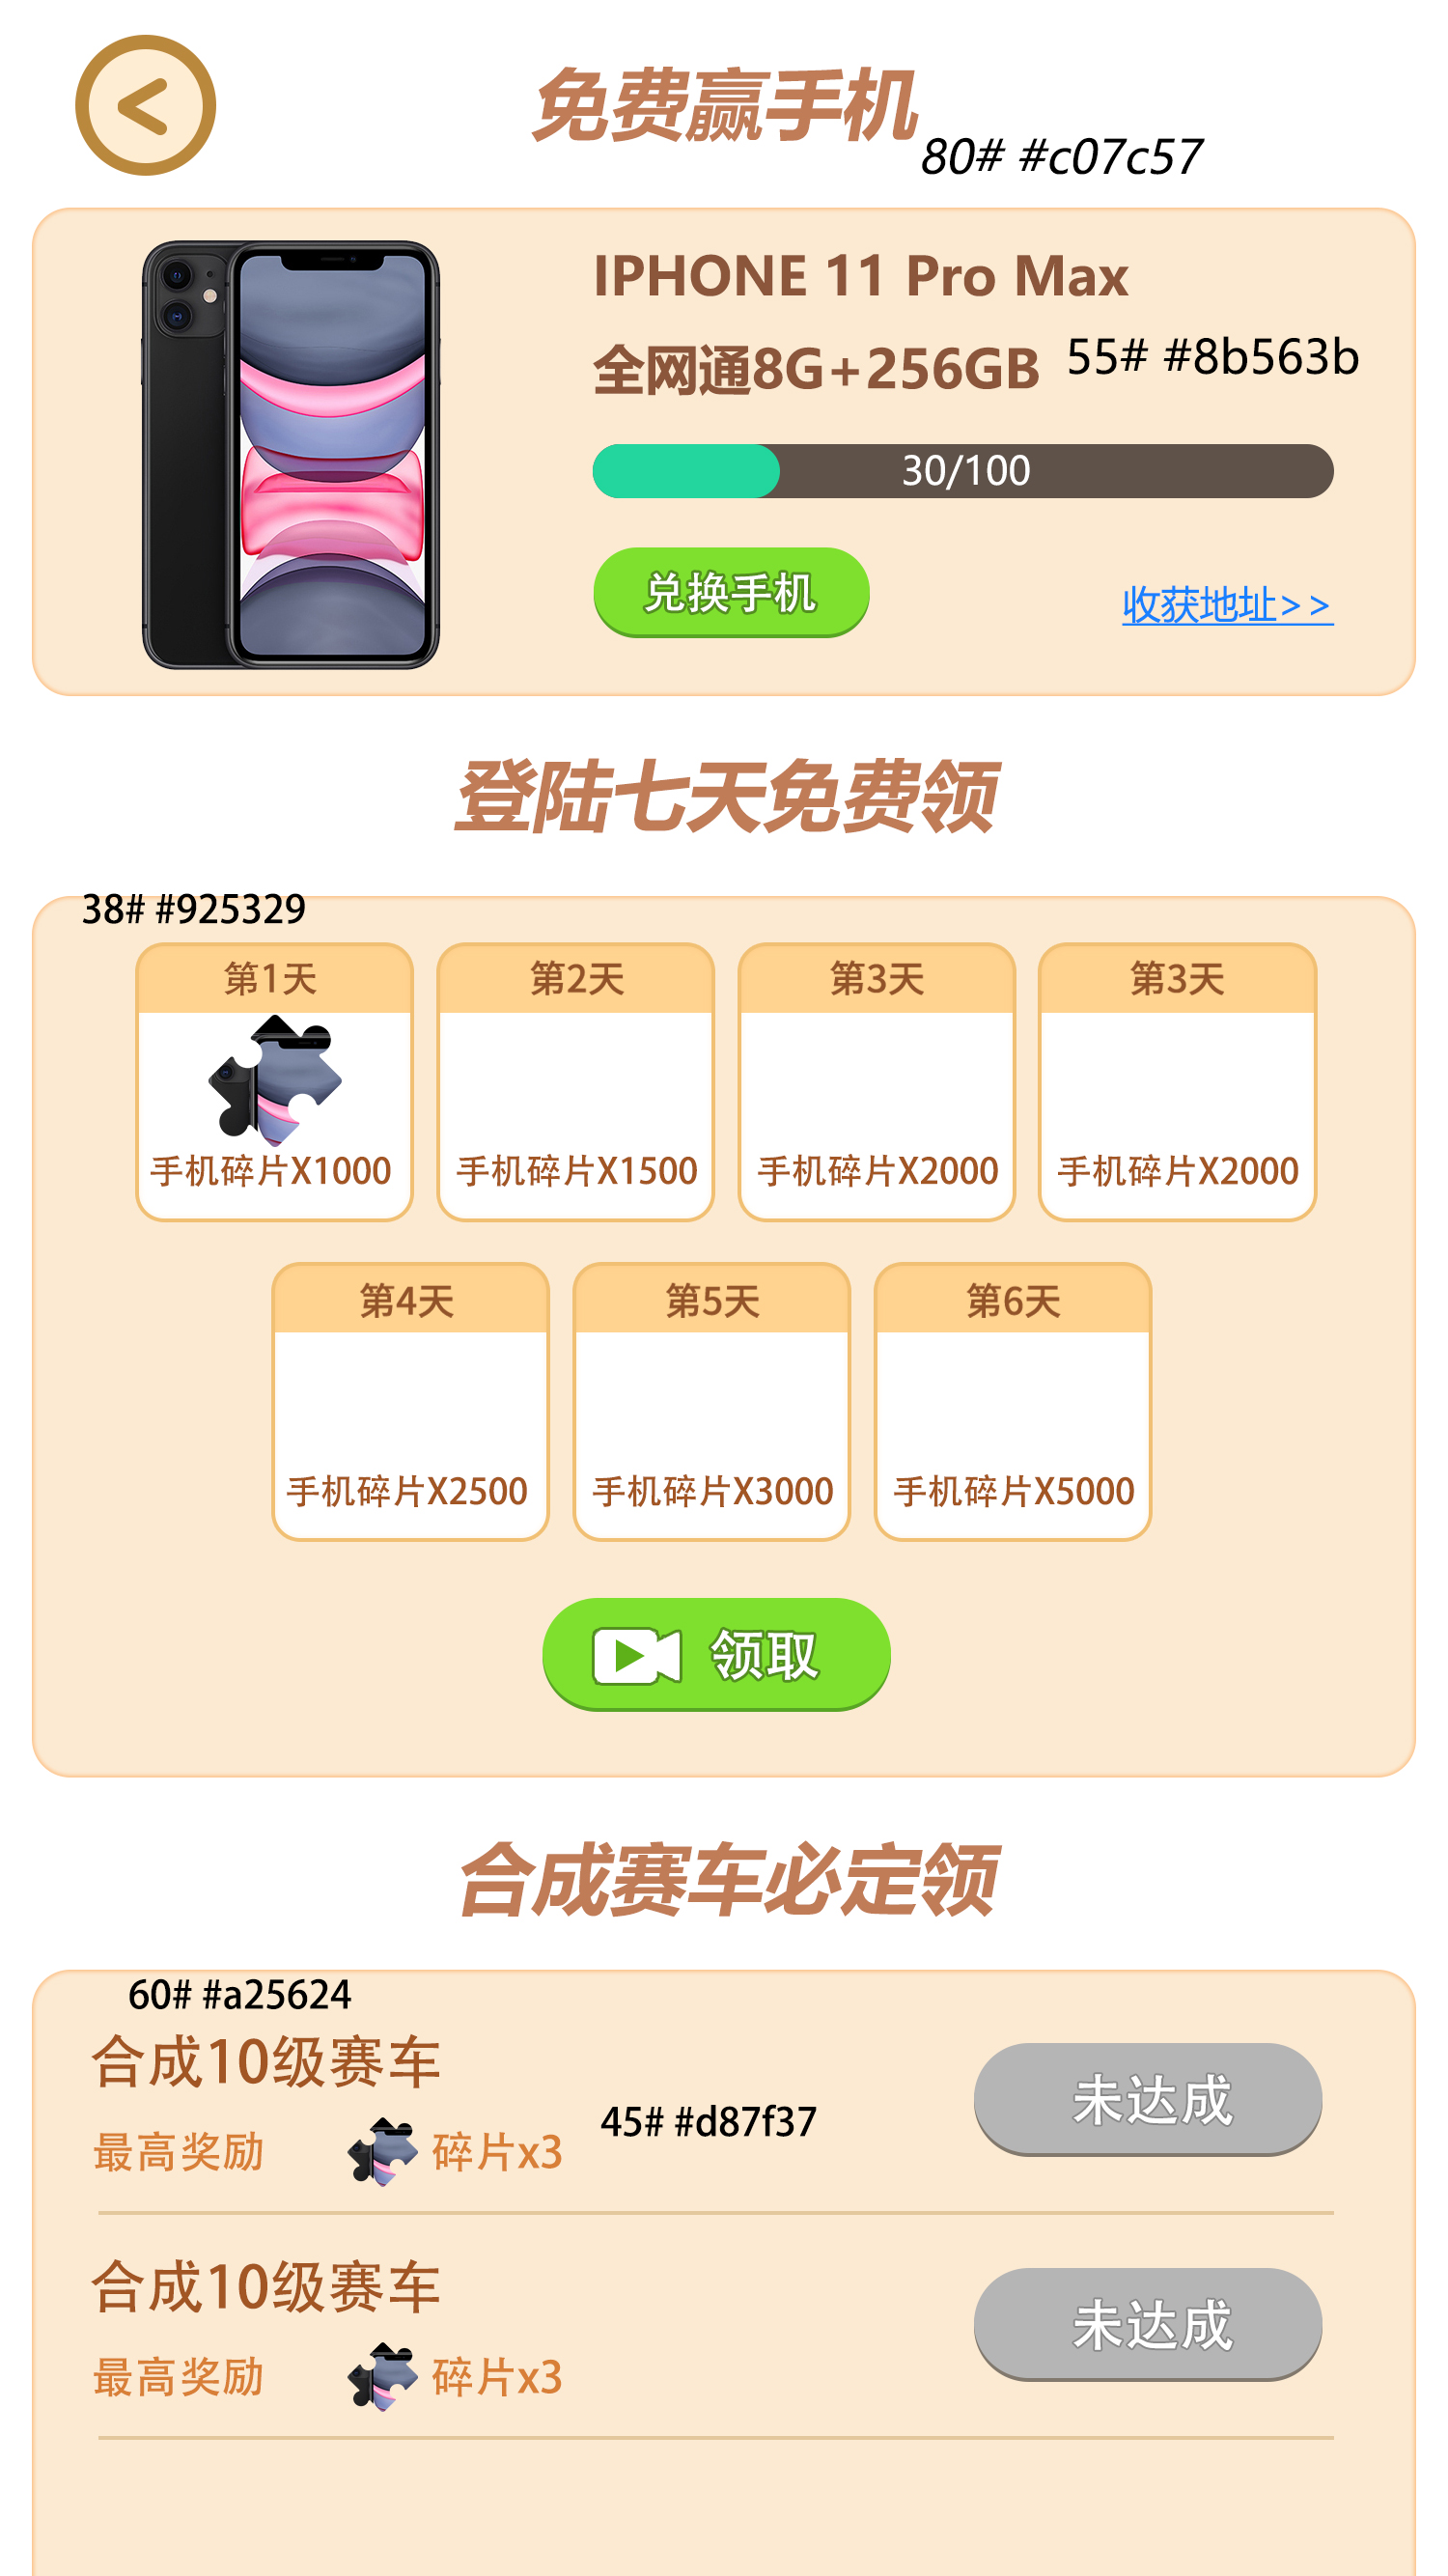 免费赢手机
80# #c07c57
IPHONE 11 Pro Max
全网通8G+256GB
55# #8b563b
30/100
兑换手机
收获地址>>
登陆七天免费领
38# #925329
第1天
第2天
第3天
第3天
手机碎片X1000
手机碎片X1500
手机碎片X2000
手机碎片X2000
第4天
第5天
第6天
手机碎片X2500
手机碎片X3000
手机碎片X5000
领取
合成赛车必定领
60# #a25624
合成10级赛车
未达成
45# #d87f37
最高奖励
碎片x3
合成10级赛车
未达成
最高奖励
碎片x3